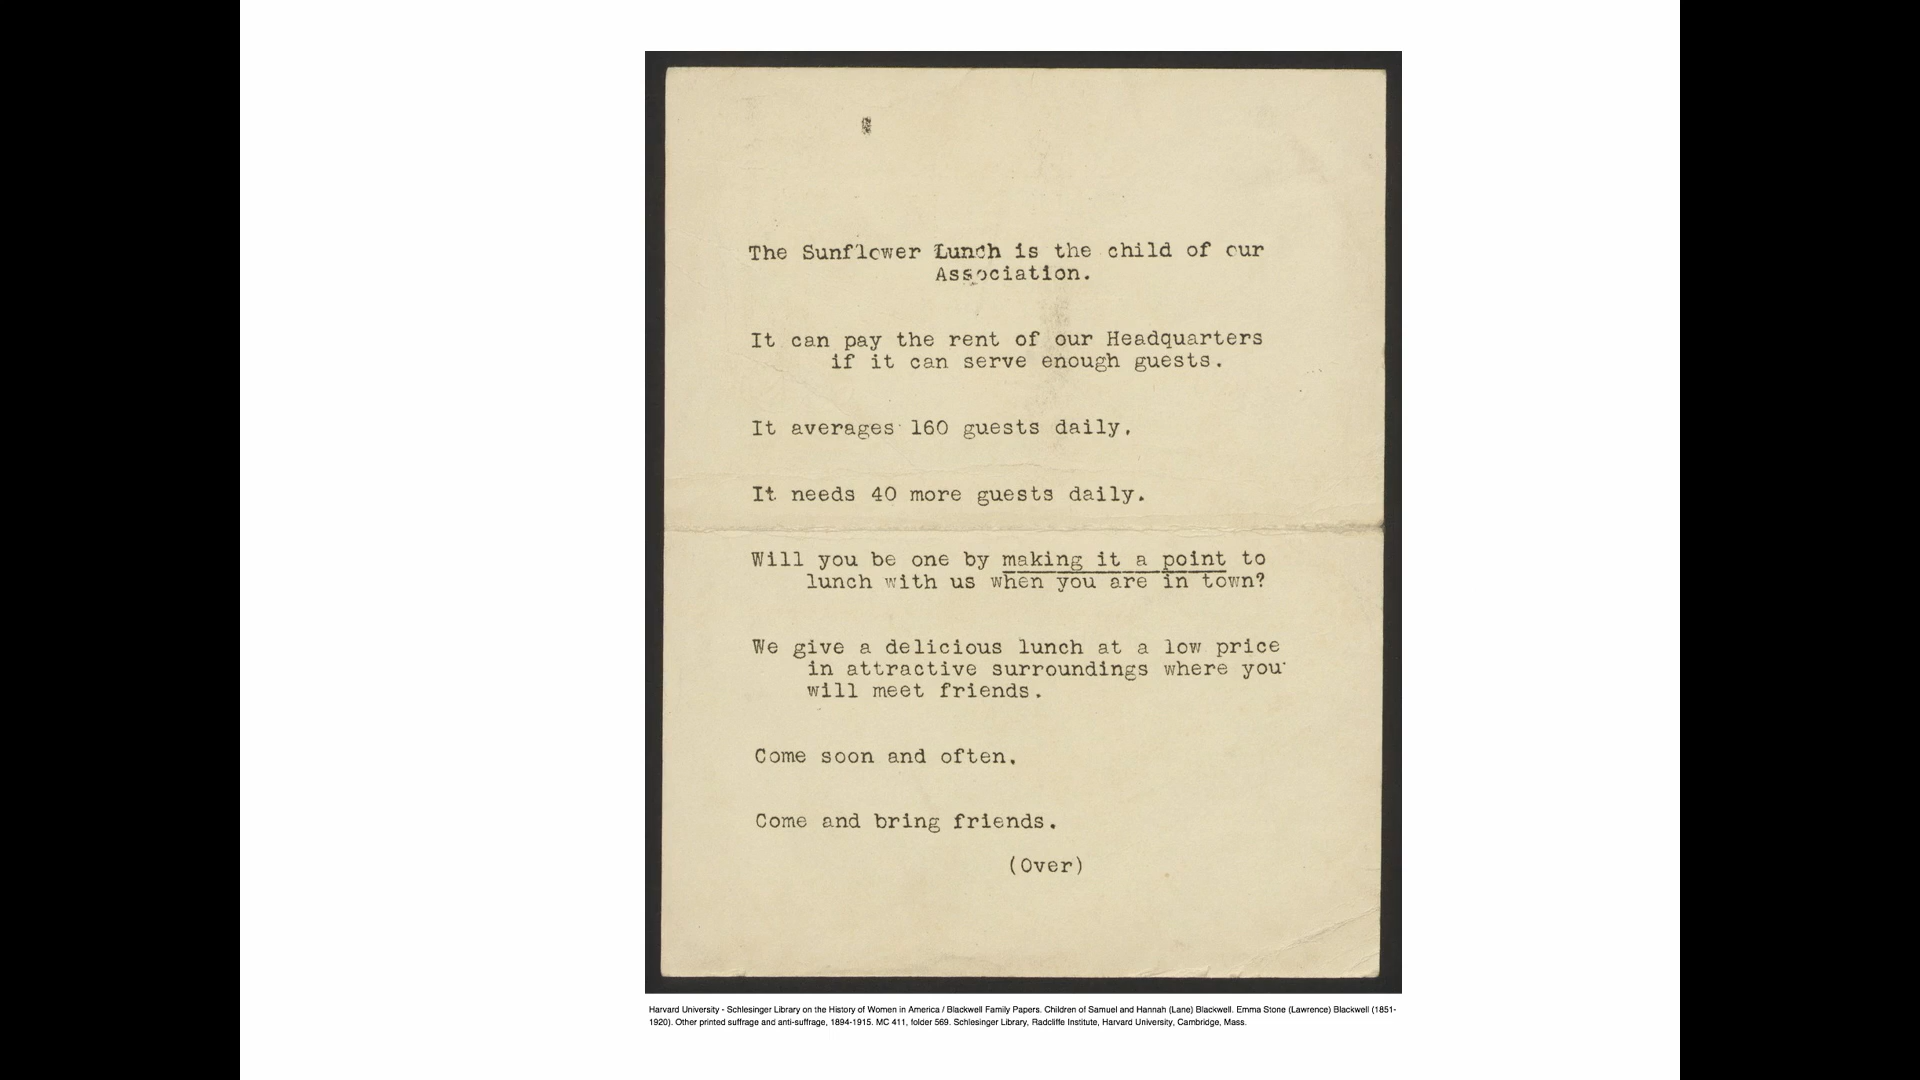 The Sunflower Lunch is the child of our
Association.
It can pay the rent of our Headquarters
if it can serve enough guests.
It averages 160 guests daily.
It needs 40 more guests daily.
Will you be one by making it a point to
lunch with us when you are in town?
We give a delicious lunch at a low price
in attractive surroundings where you
will meet friends.
Come soon and often.
Come and bring friends.
(Over)
Harvard University - Schlesinger Library on the History of Women in America / Blackwell Family Papers. Children of Samuel and Hannah (Lane) Blackwell. Emma Stone (Lawrence) Blackwell (1851-
1920). Other printed suffrage and anti-suffrage, 1894-1915. MC 411, folder 569. Schlesinger Library, Radcliffe Institute, Harvard University, Cambridge, Mass.